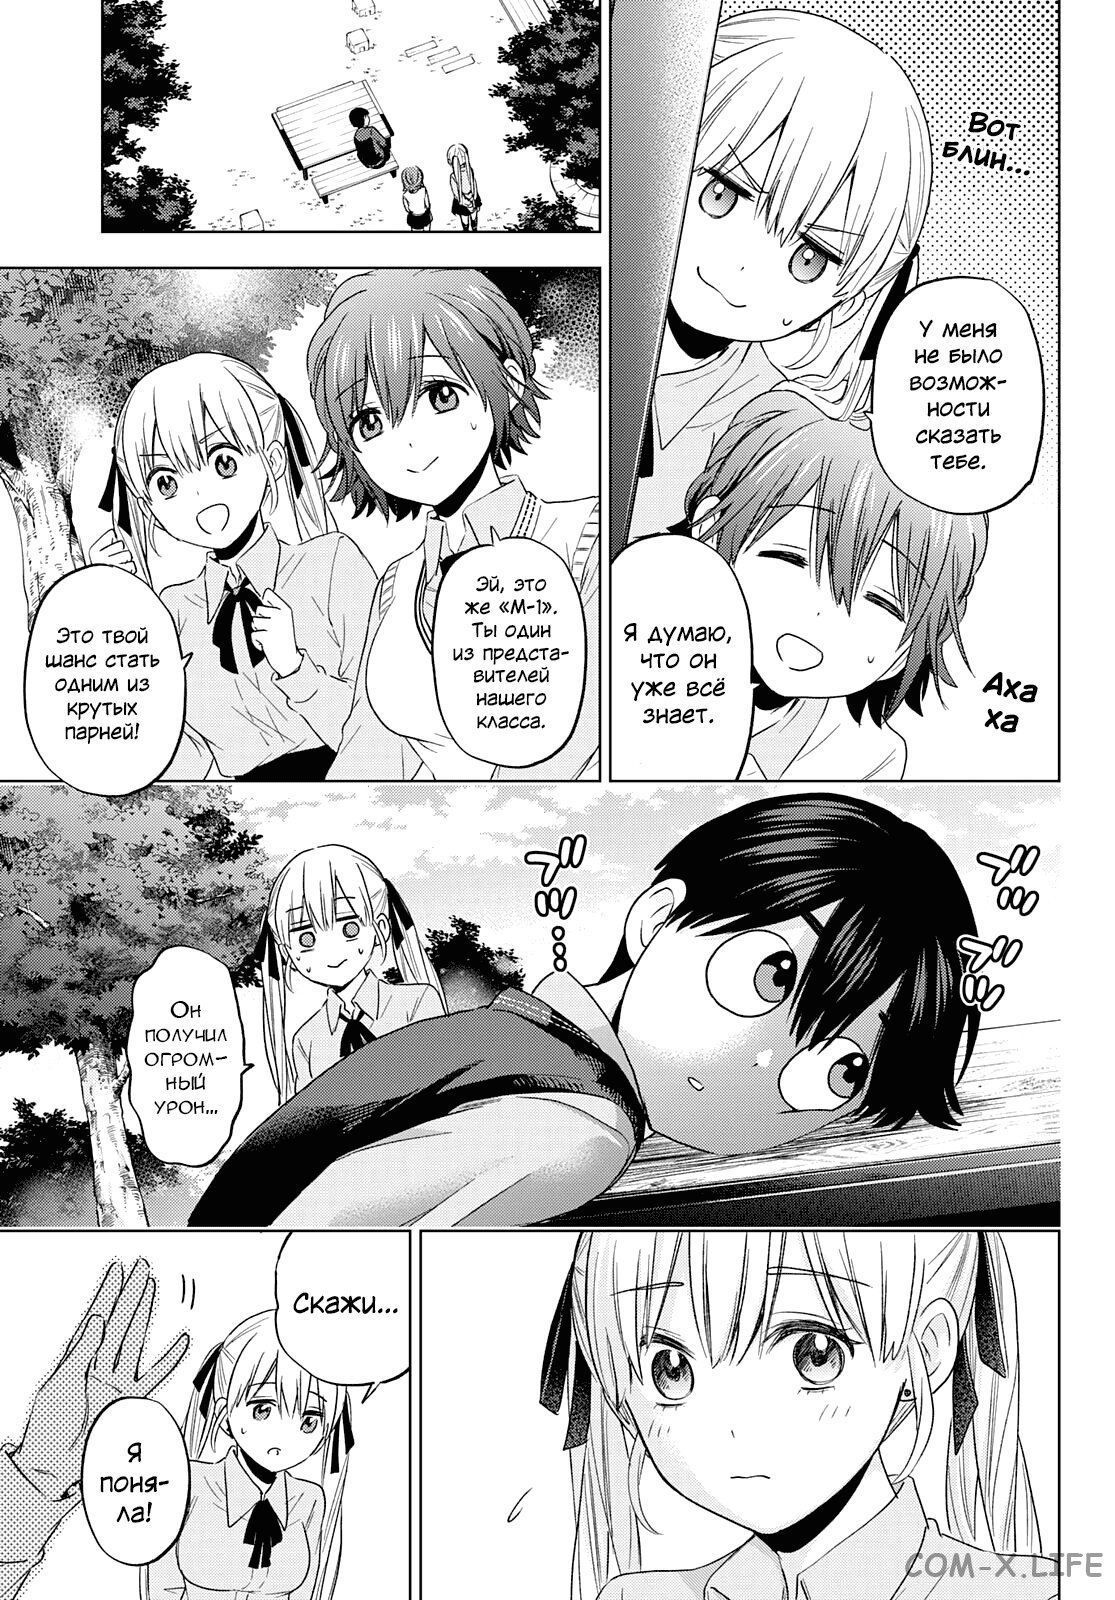 Вот
блин...
У меня
не было
возмож-
ности
сказать
тебе.
Я думаю,
что он
уже всё
знает.
Аха
ха
Эй, это
же «М-1».
Ты один
из предста-
вителей
нашего
класса.
Это твой
шанс стать
одним из
крутых
парней!
Он
получил
огром-
ный
урон...
Скажи...
Я
поня-
ла!
COM-X.LIFE